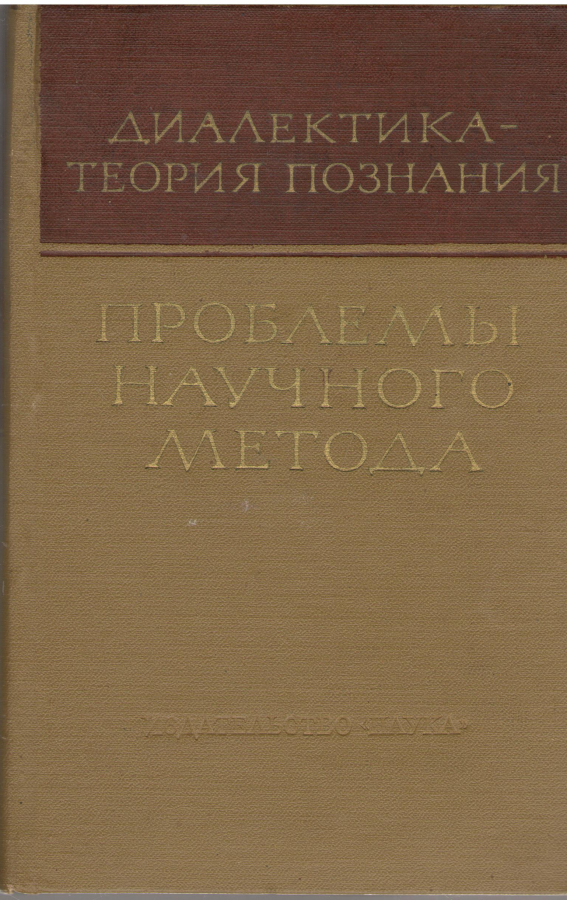 ДИАЛЕКТИКА-
ТЕОРИЯ ПОЗНАНИЯ
ПРОБЛЕМЫ
НАУЧНОГО
МЕТОДА
ИЗДАТЕЛЬСТВО «НАУКА»